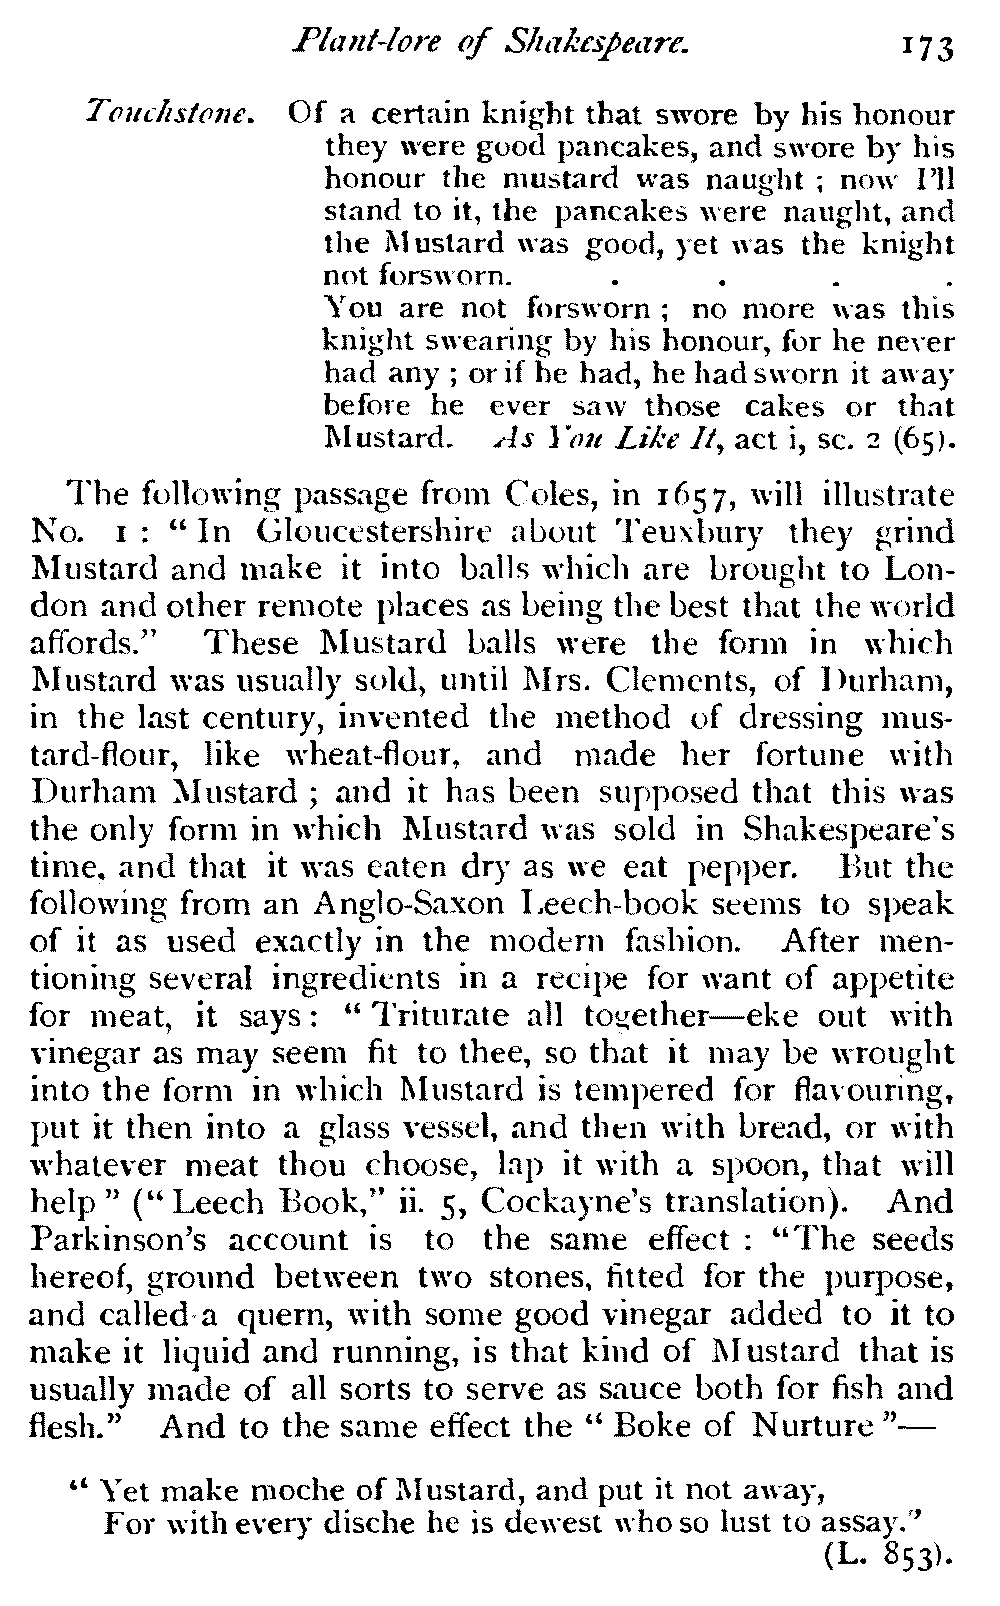 Plant-lore of Shakespeare. 173
Touchstone. Of a certain knight that swore by his honour
they were good pancakes, and swore by his
honour the mustard was naught ; now I'll
stand to it, the pancakes were naught, and
the Mustard was good, yet was the knight
not forsworn. . . . .
You are not forsworn ; no more was this
knight swearing by his honour, for he never
had any ; or if he had, he had sworn it away
before he ever saw those cakes or that
Mustard. As You Like It, act i, sc. 2 (65).
The following passage from Coles, in 1657, will illustrate
No. 1 : “ In Gloucestershire about Teuxbury they grind
Mustard and make it into balls which are brought to Lon-
don and other remote places as being the best that the world
affords.” These Mustard balls were the form in which
Mustard was usually sold, until Mrs. Clements, of Durham,
in the last century, invented the method of dressing mus-
tard-flour, like wheat-flour, and made her fortune with
Durham Mustard ; and it has been supposed that this was
the only form in which Mustard was sold in Shakespeare's
time, and that it was eaten dry as we eat pepper. But the
following from an Anglo-Saxon Leech-book seems to speak
of it as used exactly in the modern fashion. After men-
tioning several ingredients in a recipe for want of appetite
for meat, it says : “ Triturate all together—eke out with
vinegar as may seem fit to thee, so that it may be wrought
into the form in which Mustard is tempered for flavouring,
put it then into a glass vessel, and then with bread, or with
whatever meat thou choose, lap it with a spoon, that will
help ” (“ Leech Book,” ii. 5, Cockayne's translation). And
Parkinson's account is to the same effect : “The seeds
hereof, ground between two stones, fitted for the purpose,
and called a quern, with some good vinegar added to it to
make it liquid and running, is that kind of Mustard that is
usually made of all sorts to serve as sauce both for fish and
flesh.” And to the same effect the “ Boke of Nurture ”—
“ Yet make moche of Mustard, and put it not away,
For with every dische he is dewest who so lust to assay.”
(L. 853).